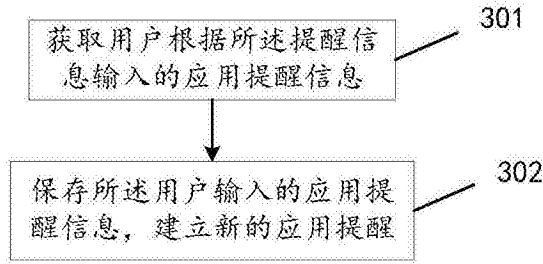 获取用户根据所述提醒信
息输入的应用提醒信息
301
保存所述用户输入的应用提
醒信息，建立新的应用提醒
302